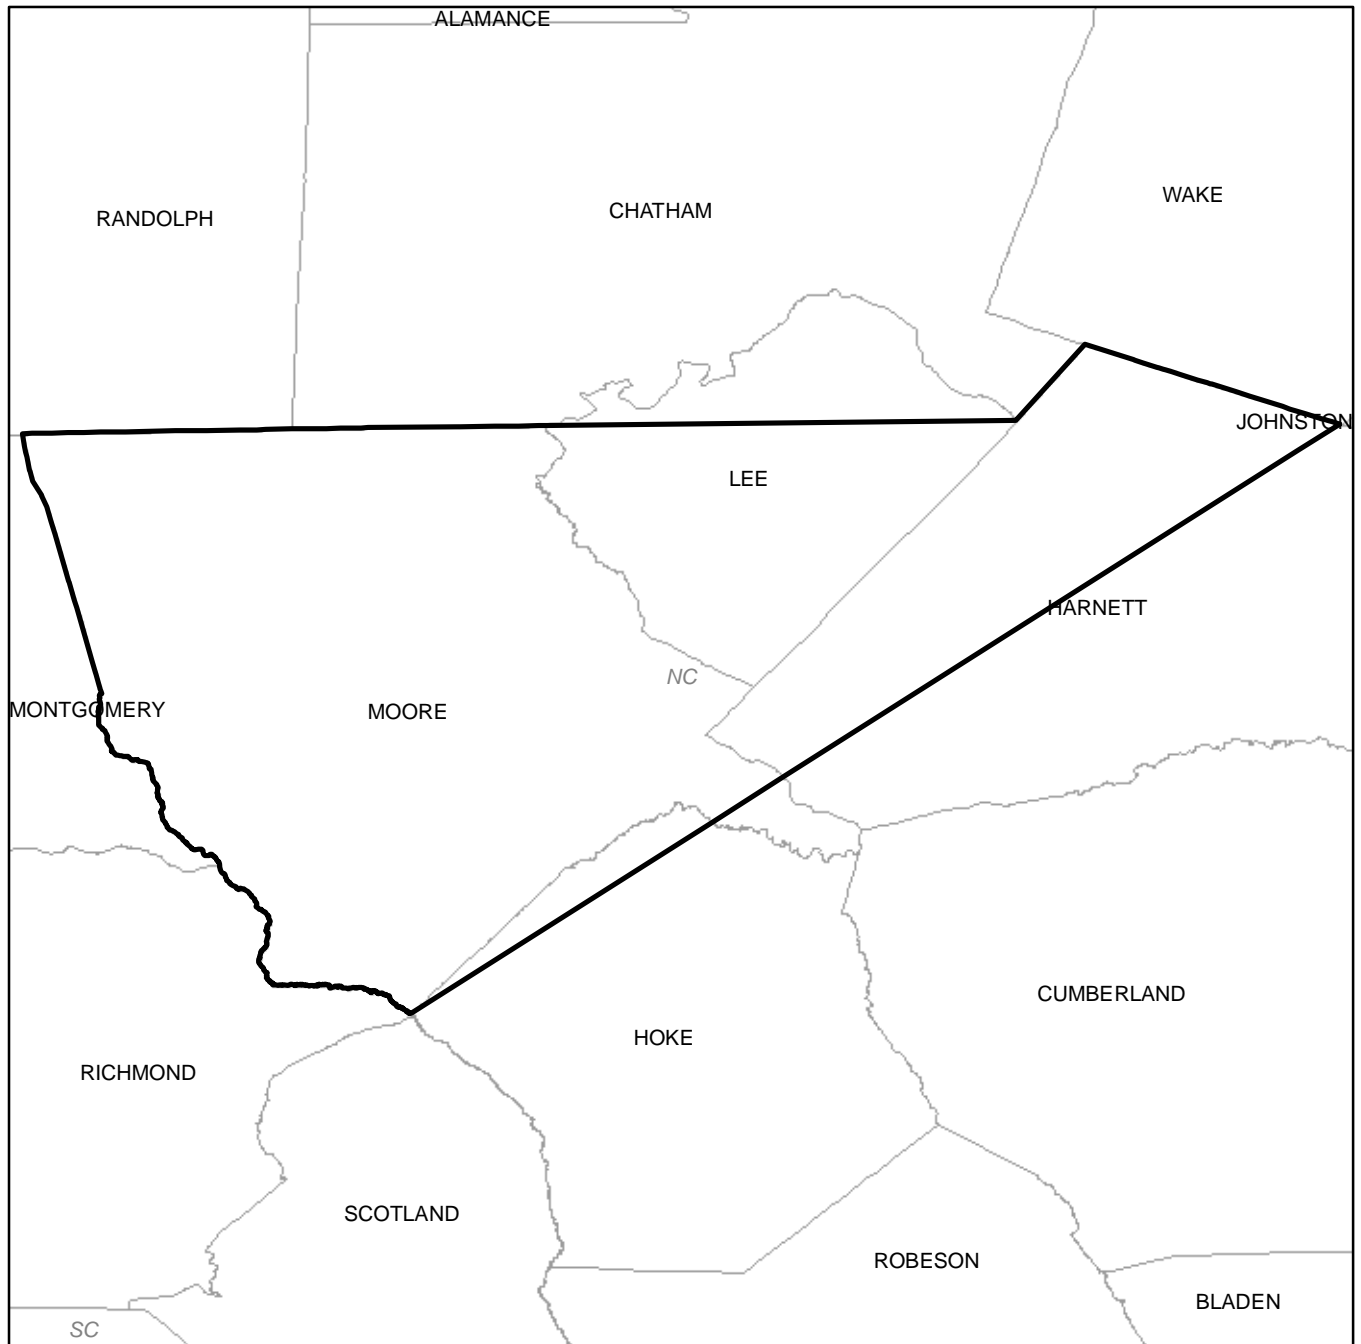 ALAMANCE
WAKE
CHATHAM
RANDOLPH
JOHNSTON
LEE
HARNETT
NC
MONTGOMERY
MOORE
CUMBERLAND
HOKE
RICHMOND
SCOTLAND
ROBESON
BLADEN
SC